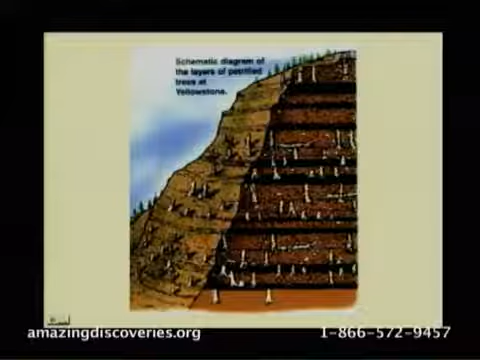 Schematic diagram of
the layers of petrified
trees at
Yellowstone.
amazingdiscoveries.org
1-866-572-9457